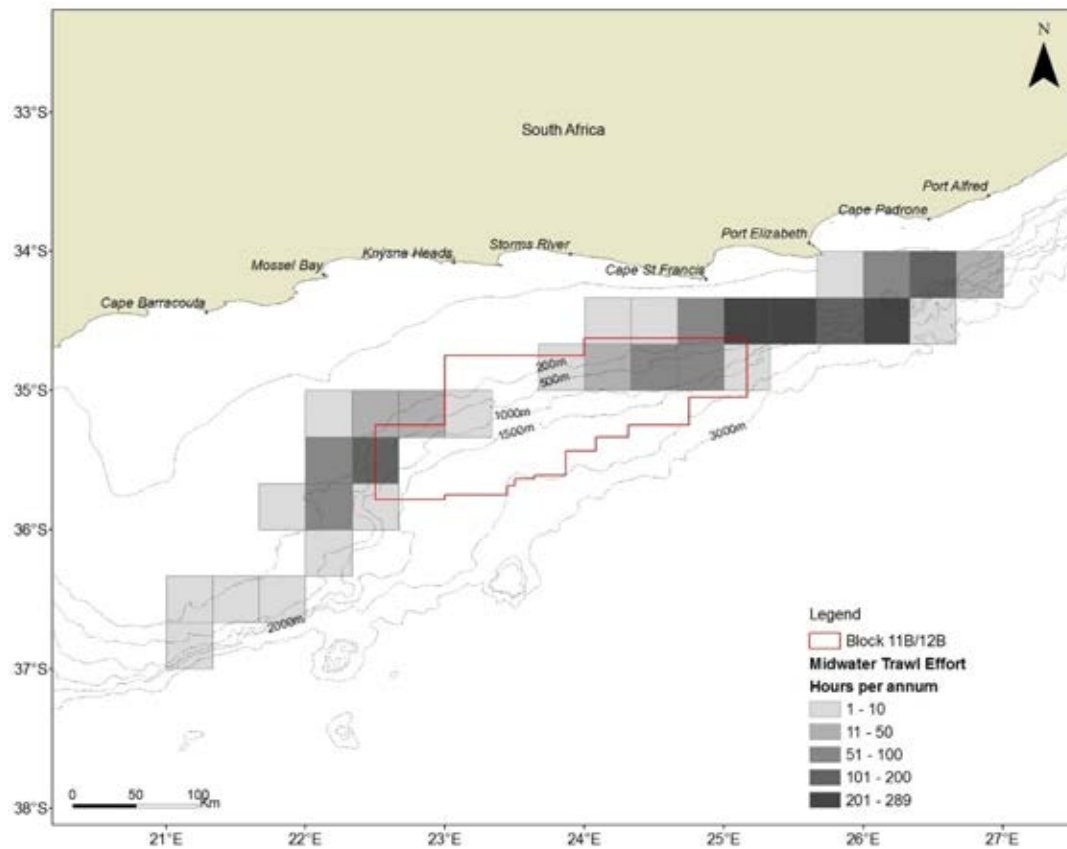 N
33°S
South Africa
Port Alfred
Cape Padrone
34°S
Port Elizabeth
Storms River
Knysna Heads
Mossel Bay
Cape St Francis
Cape Barracouta
200m
500m
35°S
1000m
1500m
3000m
36°S
2000m
Legend
Block 11B/12B
37°S
Midwater Trawl Effort
Hours per annum
1 - 10
11 - 50
51 - 100
101 - 200
201 - 289
0 50 100
Km
38°S
21°E 22°E 23°E 24°E 25°E 26°E 27°E